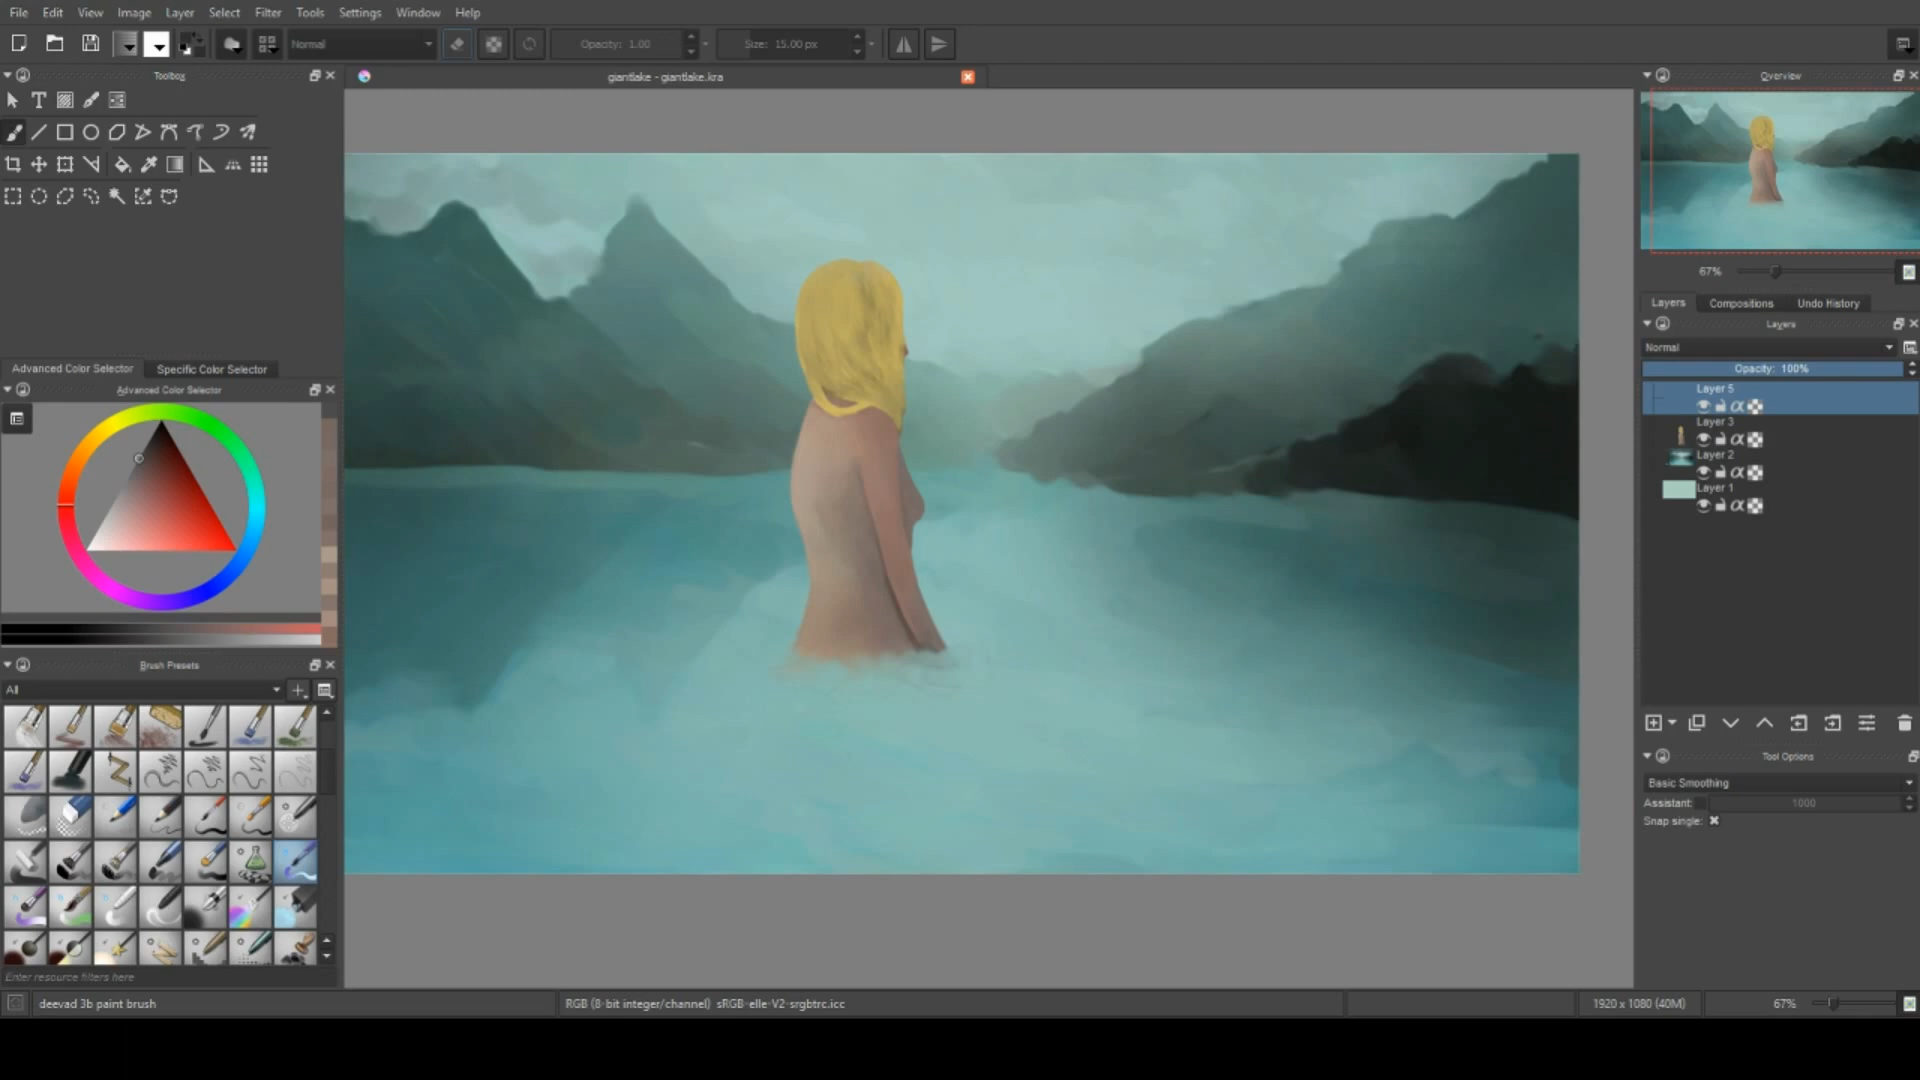 File Edit View Image Layer Select Filter Tools Settings Window Help
Normal Opacity: 1.00 Size: 15.00 px
Toolbox
giantlake - giantlake.kra
Overview
67%
Layers Compositions Undo History
Layers
Normal
Opacity: 100%
Layer 5
Layer 3
Layer 2
Layer 1
Advanced Color Selector Specific Color Selector
Advanced Color Selector
Brush Presets
All
Enter resource filters here
Tool Options
Basic Smoothing
Assistant: 1000
Snap single:
deevad 3b paint brush RGB (8-bit integer/channel) sRGB-elle-V2-srgbtrc.icc 1920 x 1080 (40M) 67%